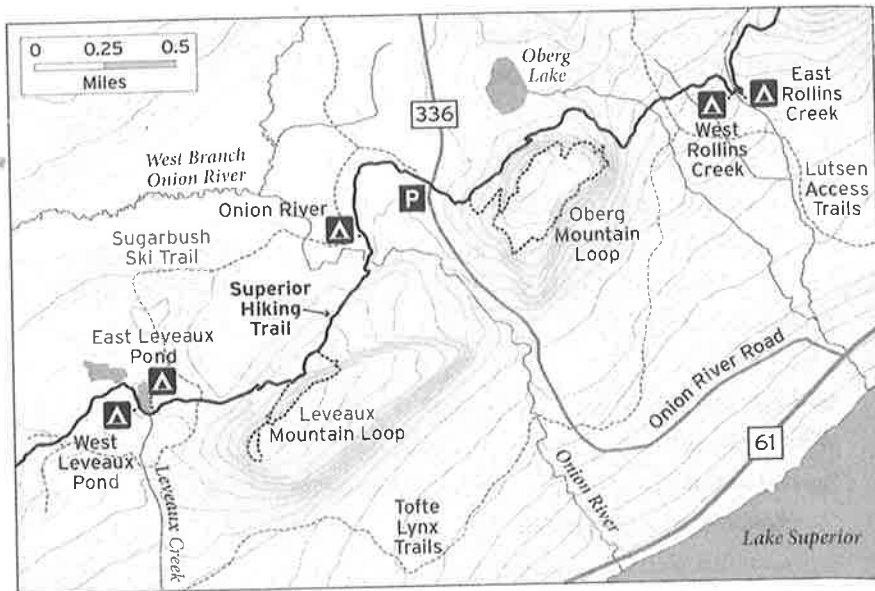 0 0.25 0.5
Miles
Oberg
Lake
336
East
Rollins
Creek
West
Rollins
Creek
Lutsen
Access
Trails
West Branch
Onion River
Onion River
P
Oberg
Mountain
Loop
Sugarbush
Ski Trail
Superior
Hiking
Trail
East Leveaux
Pond
Leveaux
Mountain Loop
West
Leveaux
Pond
Leveaux Creek
Tofte
Lynx
Trails
Onion River
Onion River Road
61
Lake Superior